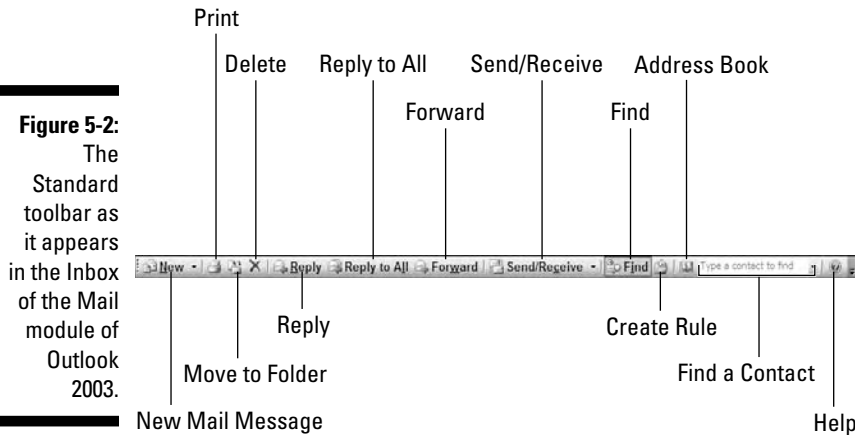 Print
Delete
Reply to All
Send/Receive
Address Book
Forward
Find
Figure 5-2:
The
Standard
toolbar as
it appears
in the Inbox
of the Mail
module of
Outlook
2003.
New
Reply
Reply to All
Forward
Send/Receive
Find
Type a contact to find
Reply
Create Rule
Move to Folder
Find a Contact
New Mail Message
Help